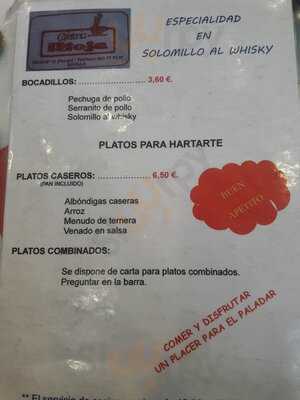 Rioja
ESPECIALIDAD
EN
SOLOMILLO AL WHISKY
BOCADILLOS: ........................... 3,60 €.
Pechuga de pollo
Serranito de pollo
Solomillo al whisky
PLATOS PARA HARTARTE
PLATOS CASEROS: ..................... 6,50 €.
(PAN INCLUIDO)
Albóndigas caseras
Arroz
Menudo de ternera
Venado en salsa
BUEN
APETITO
PLATOS COMBINADOS:
Se dispone de carta para platos combinados.
Preguntar en la barra.
COMER Y DISFRUTAR
UN PLACER PARA EL PALADAR
** El servicio de